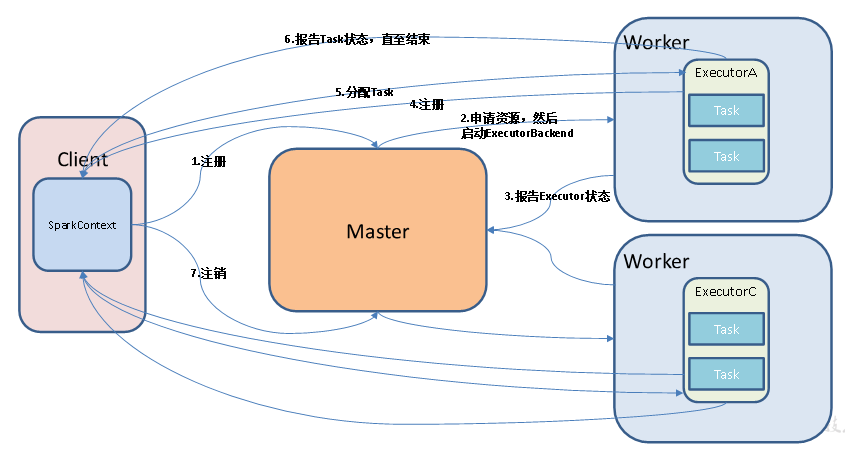 6.报告Task状态，直至结束
Worker
ExecutorA
Task
Task
5.分配Task
4.注册
2.申请资源，然后
启动ExecutorBackend
Client
1.注册
SparkContext
Master
3.报告Executor状态
7.注销
Worker
ExecutorC
Task
Task